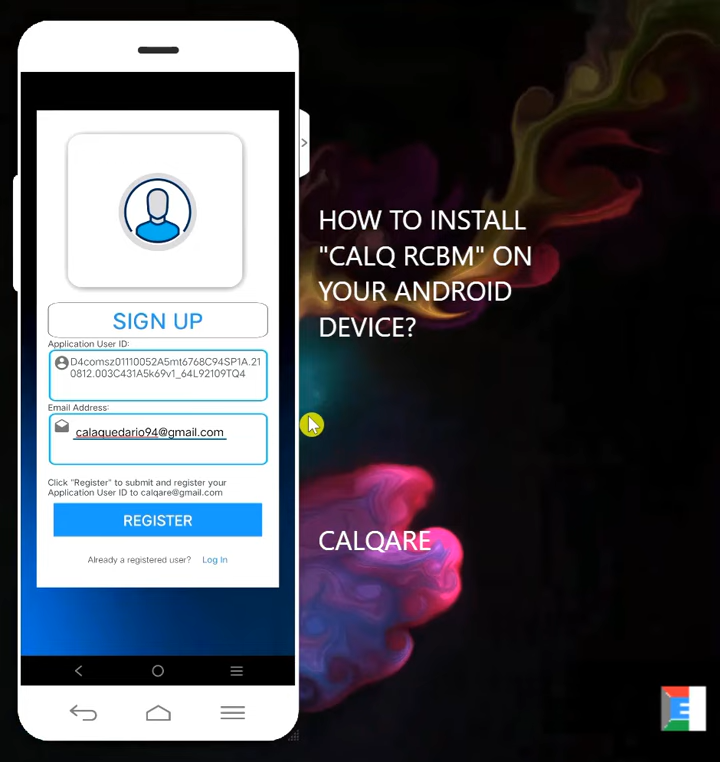 SIGN UP
Application User ID:
D4comsz01110052A5mt6768C94SP1A.21
0812.003C431A5k69v1_64L92109TQ4
Email Address:
calaquedario94@gmail.com
Click "Register" to submit and register your
Application User ID to calqare@gmail.com
REGISTER
Already a registered user? Log In
HOW TO INSTALL
"CALQ RCBM" ON
YOUR ANDROID
DEVICE?
CALQARE
E